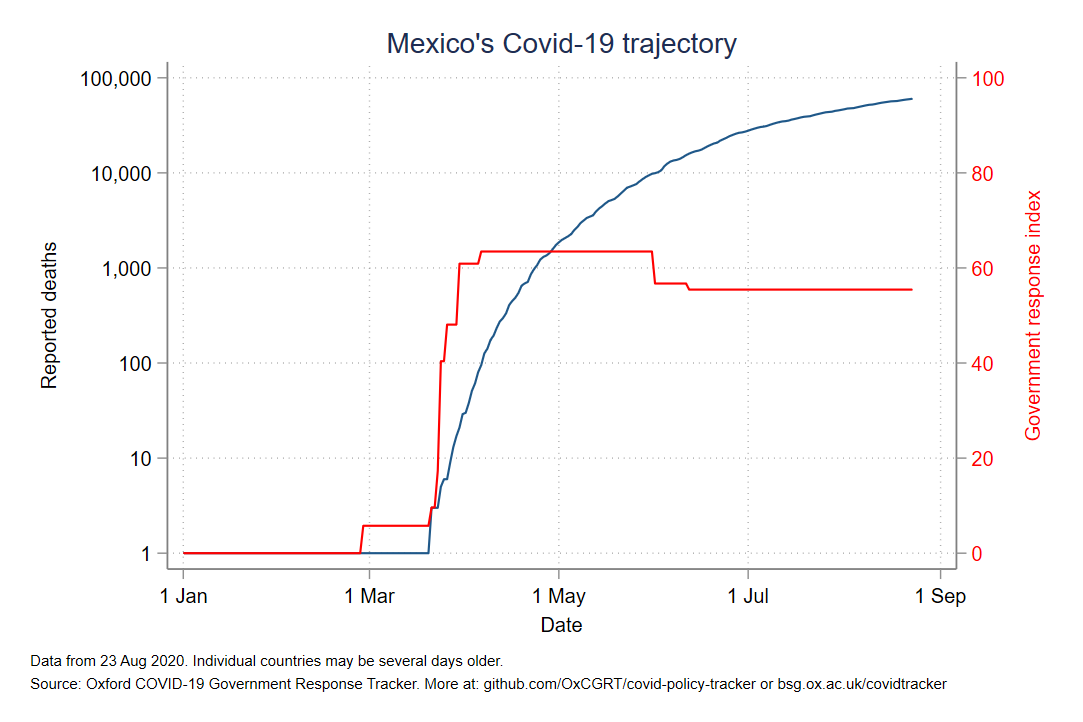 Mexico's Covid-19 trajectory
100,000
10,000
1,000
100
10
1
Reported deaths
100
80
60
40
20
0
Government response index
1 Jan
1 Mar
1 May
1 Jul
1 Sep
Date
Data from 23 Aug 2020. Individual countries may be several days older.
Source: Oxford COVID-19 Government Response Tracker. More at: github.com/OxCGRT/covid-policy-tracker or bsg.ox.ac.uk/covidtracker